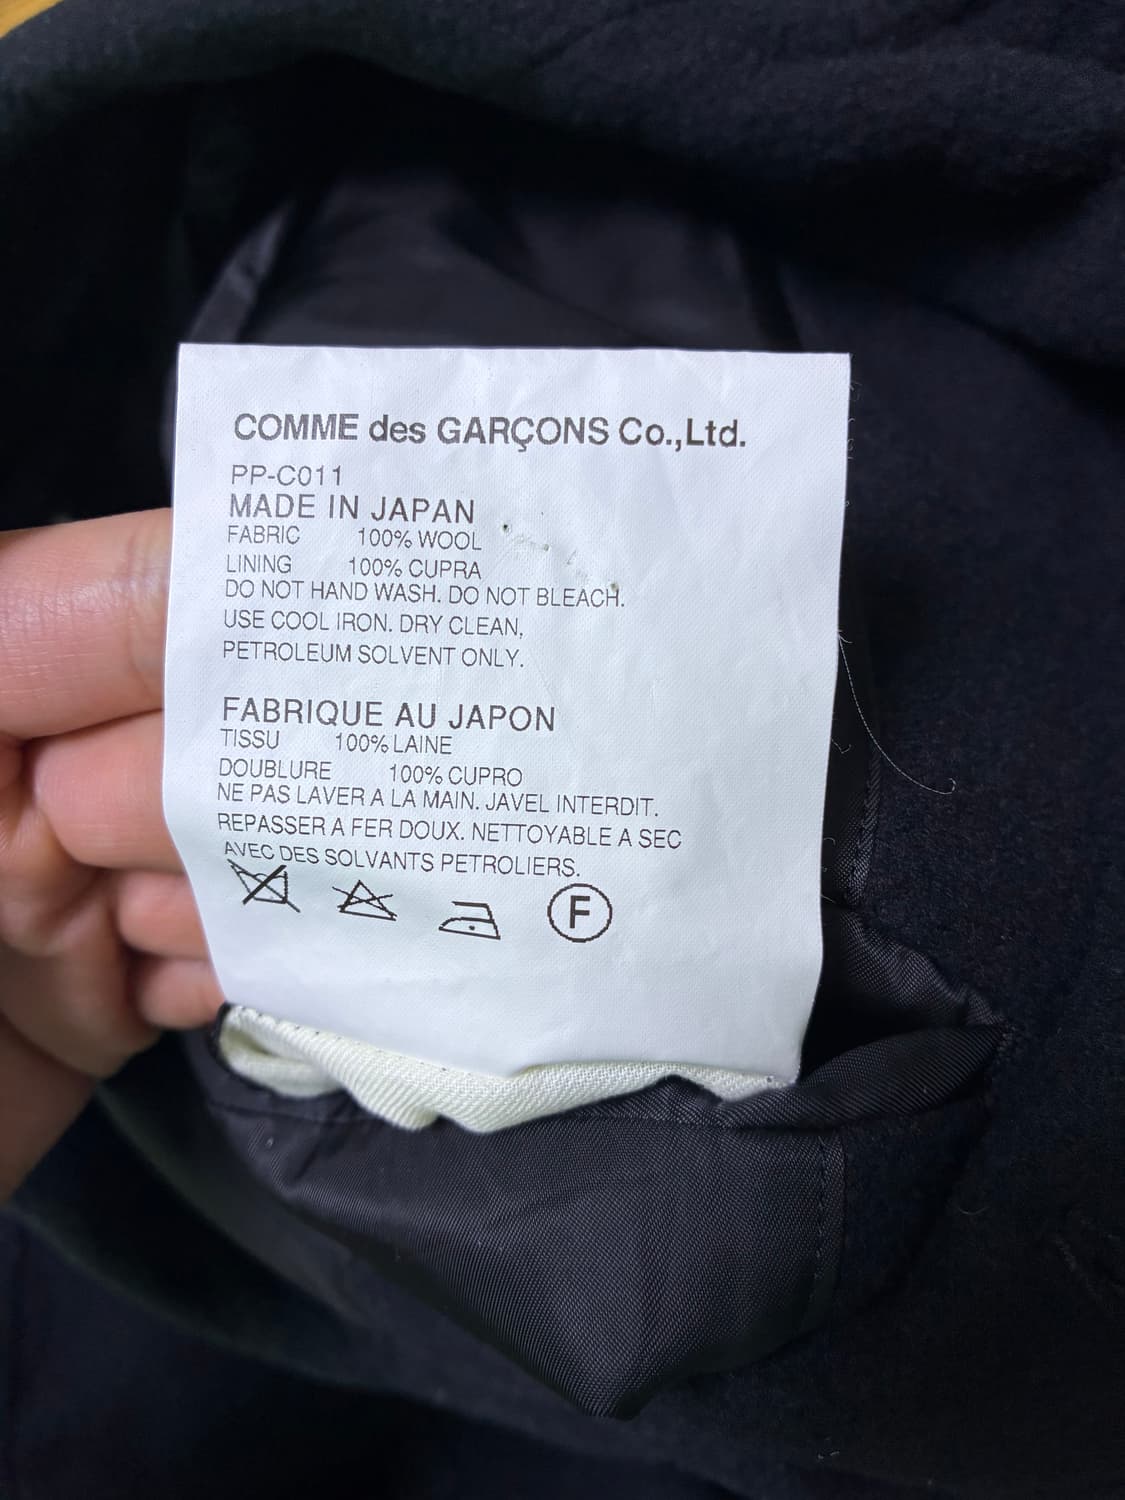 COMME des GARÇONS Co.,Ltd.
PP-C011
MADE IN JAPAN
FABRIC 100% WOOL
LINING 100% CUPRA
DO NOT HAND WASH. DO NOT BLEACH.
USE COOL IRON. DRY CLEAN,
PETROLEUM SOLVENT ONLY.
FABRIQUE AU JAPON
TISSU 100% LAINE
DOUBLURE 100% CUPRO
NE PAS LAVER A LA MAIN. JAVEL INTERDIT.
REPASSER A FER DOUX. NETTOYABLE A SEC
AVEC DES SOLVANTS PETROLIERS.
F